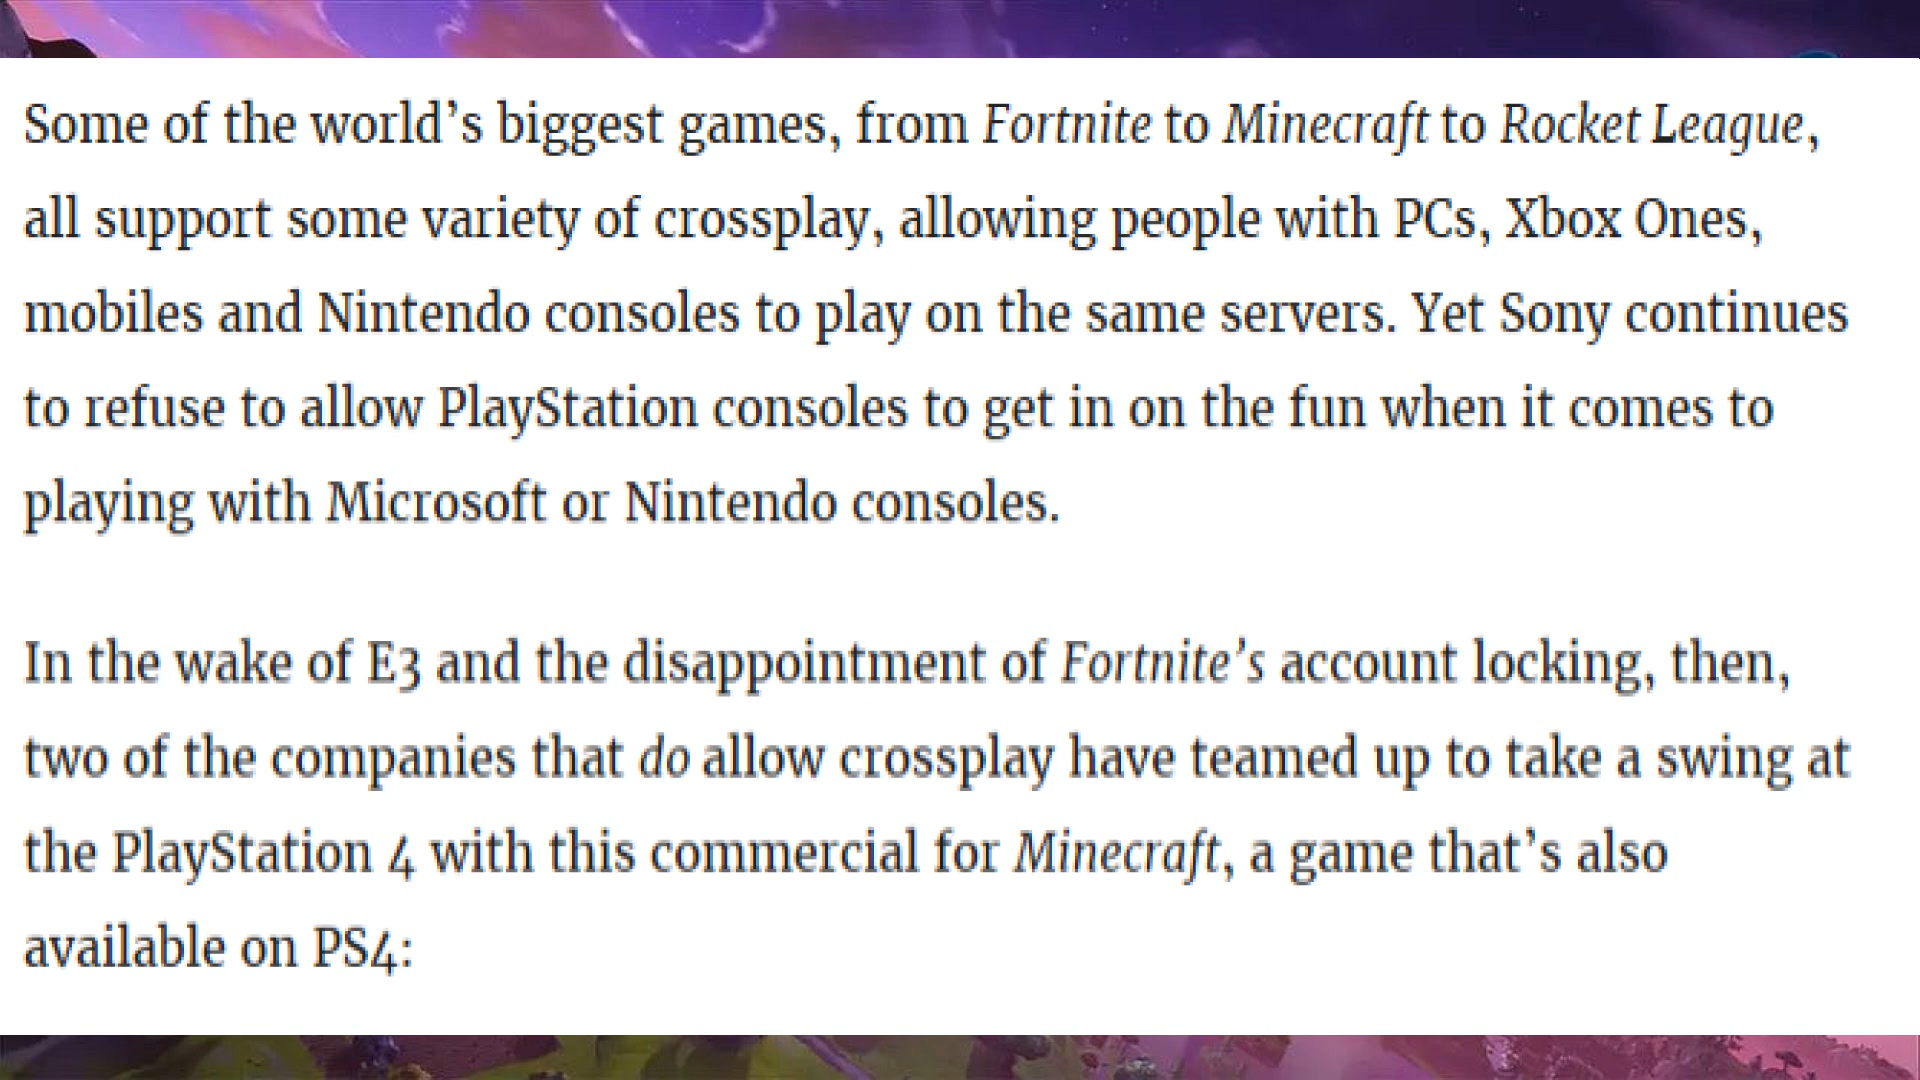 Some of the world’s biggest games, from Fortnite to Minecraft to Rocket League,
all support some variety of crossplay, allowing people with PCs, Xbox Ones,
mobiles and Nintendo consoles to play on the same servers. Yet Sony continues
to refuse to allow PlayStation consoles to get in on the fun when it comes to
playing with Microsoft or Nintendo consoles.
In the wake of E3 and the disappointment of Fortnite’s account locking, then,
two of the companies that do allow crossplay have teamed up to take a swing at
the PlayStation 4 with this commercial for Minecraft, a game that’s also
available on PS4: